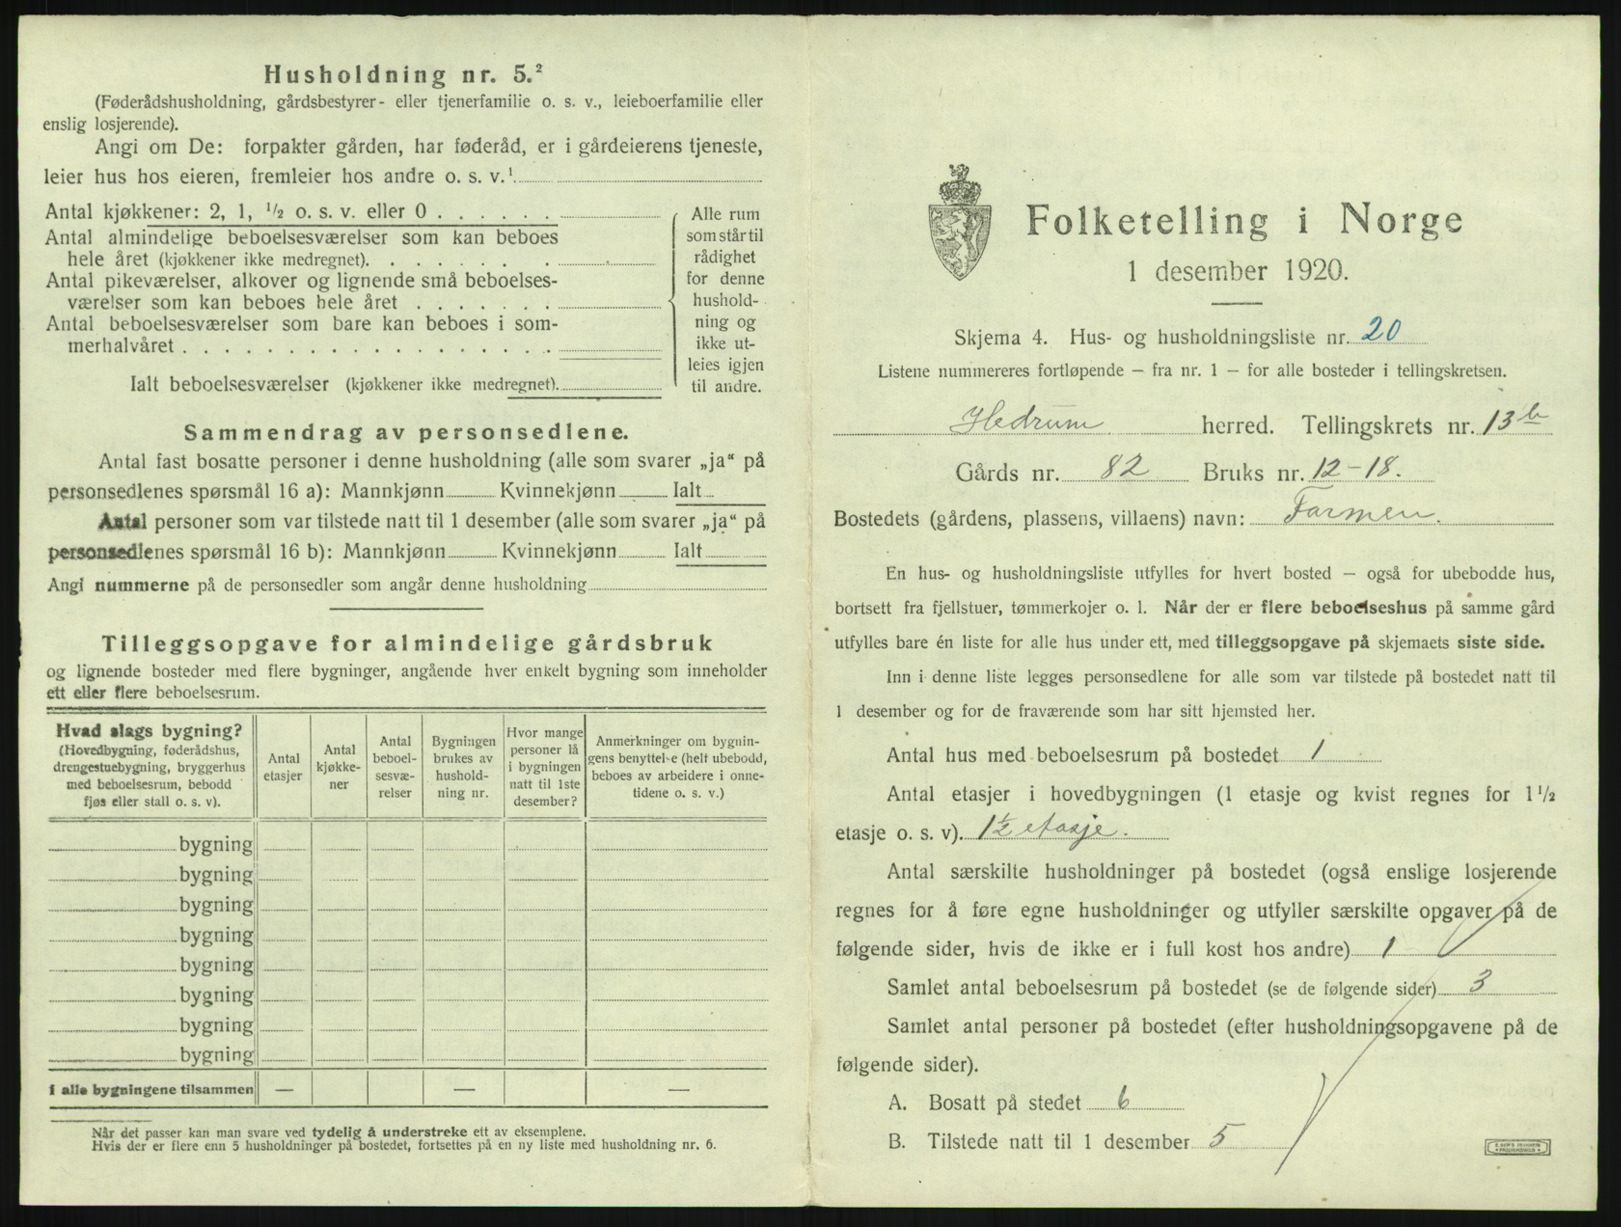 Husholdning nr. 5.²
(Føderådshusholdning, gårdsbestyrer- eller tjenerfamilie o. s. v., leieboerfamilie eller
enslig losjerende).
Angi om De: forpakter gården, har føderåd, er i gårdeierens tjeneste,
leier hus hos eieren, fremleier hos andre o. s. v.¹
Antal kjøkkener: 2, 1, ½ o. s. v. eller 0 . . . . . .
Antal almindelige beboelsesværelser som kan beboes
hele året (kjøkkener ikke medregnet). . . . . . . .
Antal pikeværelser, alkover og lignende små beboelses-
værelser som kan beboes hele året . . . . . . .
Antal beboelsesværelser som bare kan beboes i som-
merhalvåret . . . . . . . . . . . . . . . . .
Ialt beboelsesværelser (kjøkkener ikke medregnet).
Alle rum
som står til
rådighet
for denne
hushold-
ning og
ikke ut-
leies igjen
til andre.
Sammendrag av personsedlene.
Antal fast bosatte personer i denne husholdning (alle som svarer „ja“ på
personsedlenes spørsmål 16 a): Mannkjønn Kvinnekjønn Ialt
Antal personer som var tilstede natt til 1 desember (alle som svarer „ja“ på
personsedlenes spørsmål 16 b): Mannkjønn Kvinnekjønn Ialt
Angi nummerne på de personsedler som angår denne husholdning
Tilleggsopgave for almindelige gårdsbruk
og lignende bosteder med flere bygninger, angående hver enkelt bygning som inneholder
ett eller flere beboelsesrum.
Hvad slags bygning?
(Hovedbygning, føderådshus,
drengestuebygning, bryggerhus
med beboelsesrum, bebodd
fjøs eller stall o. s. v).
Antal
etasjer
Antal
kjøkke-
ner
Antal
beboel-
sesvæ-
relser
Bygningen
brukes av
hushold-
ning nr.
Hvor mange
personer lå
i bygningen
natt til 1ste
desember?
Anmerkninger om bygnin-
gens benyttelse (helt ubebodd,
beboes av arbeidere i onne-
tidene o. s. v.)
bygning
bygning
bygning
bygning
bygning
bygning
bygning
bygning
I alle bygningene tilsammen — — —
Når det passer kan man svare ved tydelig å understreke ett av eksemplene.
Hvis der er flere enn 5 husholdninger på bostedet, fortsettes på en ny liste med husholdning nr. 6.
Folketelling i Norge
1 desember 1920.
Skjema 4. Hus- og husholdningsliste nr. 20
Listene nummereres fortløpende — fra nr. 1 — for alle bosteder i tellingskretsen.
Hedrum herred. Tellingskrets nr. 13b
Gårds nr. 82 Bruks nr. 12-18.
Bostedets (gårdens, plassens, villaens) navn: Farmen.
En hus- og husholdningsliste utfylles for hvert bosted — også for ubebodde hus,
bortsett fra fjellstuer, tømmerkojer o. l. Når der er flere beboelseshus på samme gård
utfylles bare én liste for alle hus under ett, med tilleggsopgave på skjemaets siste side.
Inn i denne liste legges personsedlene for alle som var tilstede på bostedet natt til
1 desember og for de fraværende som har sitt hjemsted her.
Antal hus med beboelsesrum på bostedet 1
Antal etasjer i hovedbygningen (1 etasje og kvist regnes for 1 ½
etasje o. s. v). 1½ etasje.
Antal særskilte husholdninger på bostedet (også enslige losjerende
regnes for å føre egne husholdninger og utfyller særskilte opgaver på de
følgende sider, hvis de ikke er i full kost hos andre) 1
Samlet antal beboelsesrum på bostedet (se de følgende sider) 3
Samlet antal personer på bostedet (efter husholdningsopgavene på de
følgende sider).
A. Bosatt på stedet 6
B. Tilstede natt til 1 desember 5